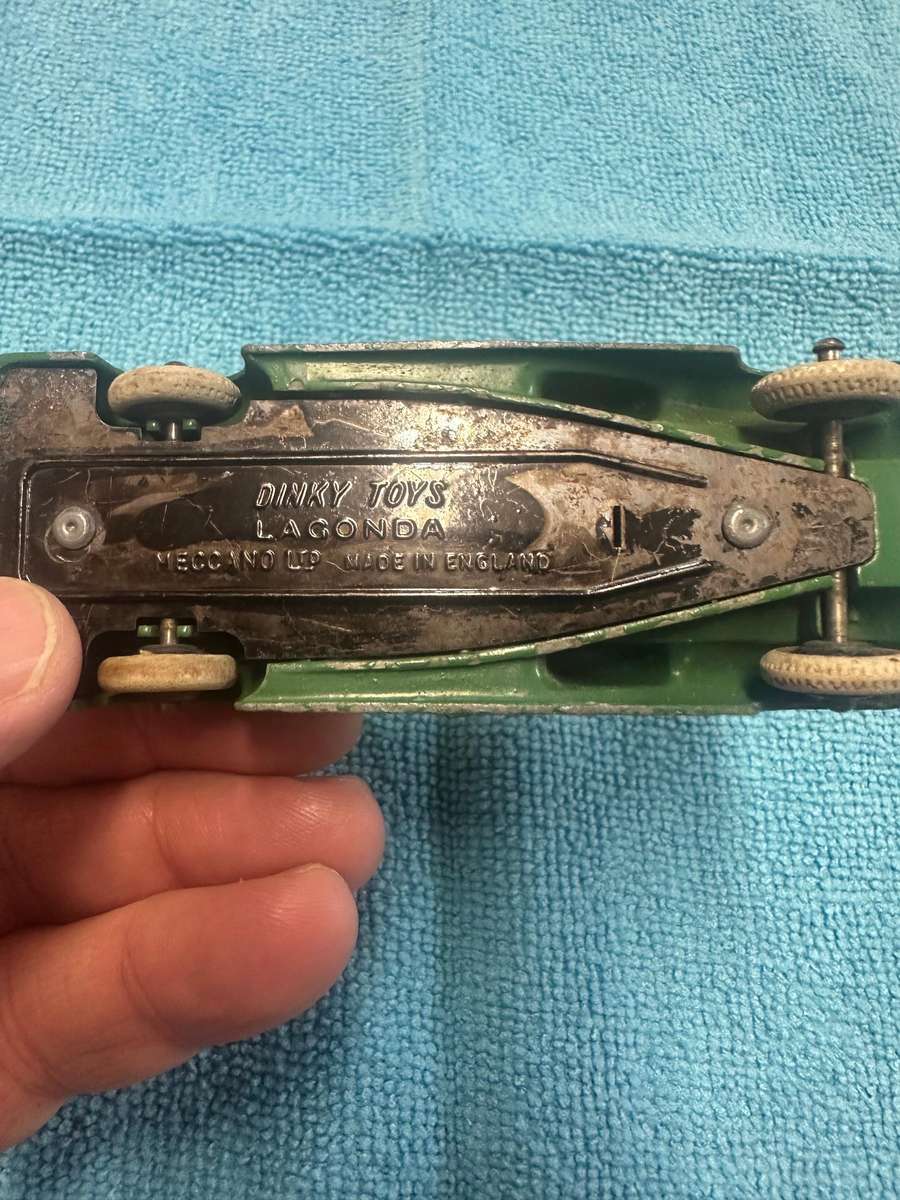 DINKY TOYS
LAGONDA
MECCANO LTD MADE IN ENGLAND